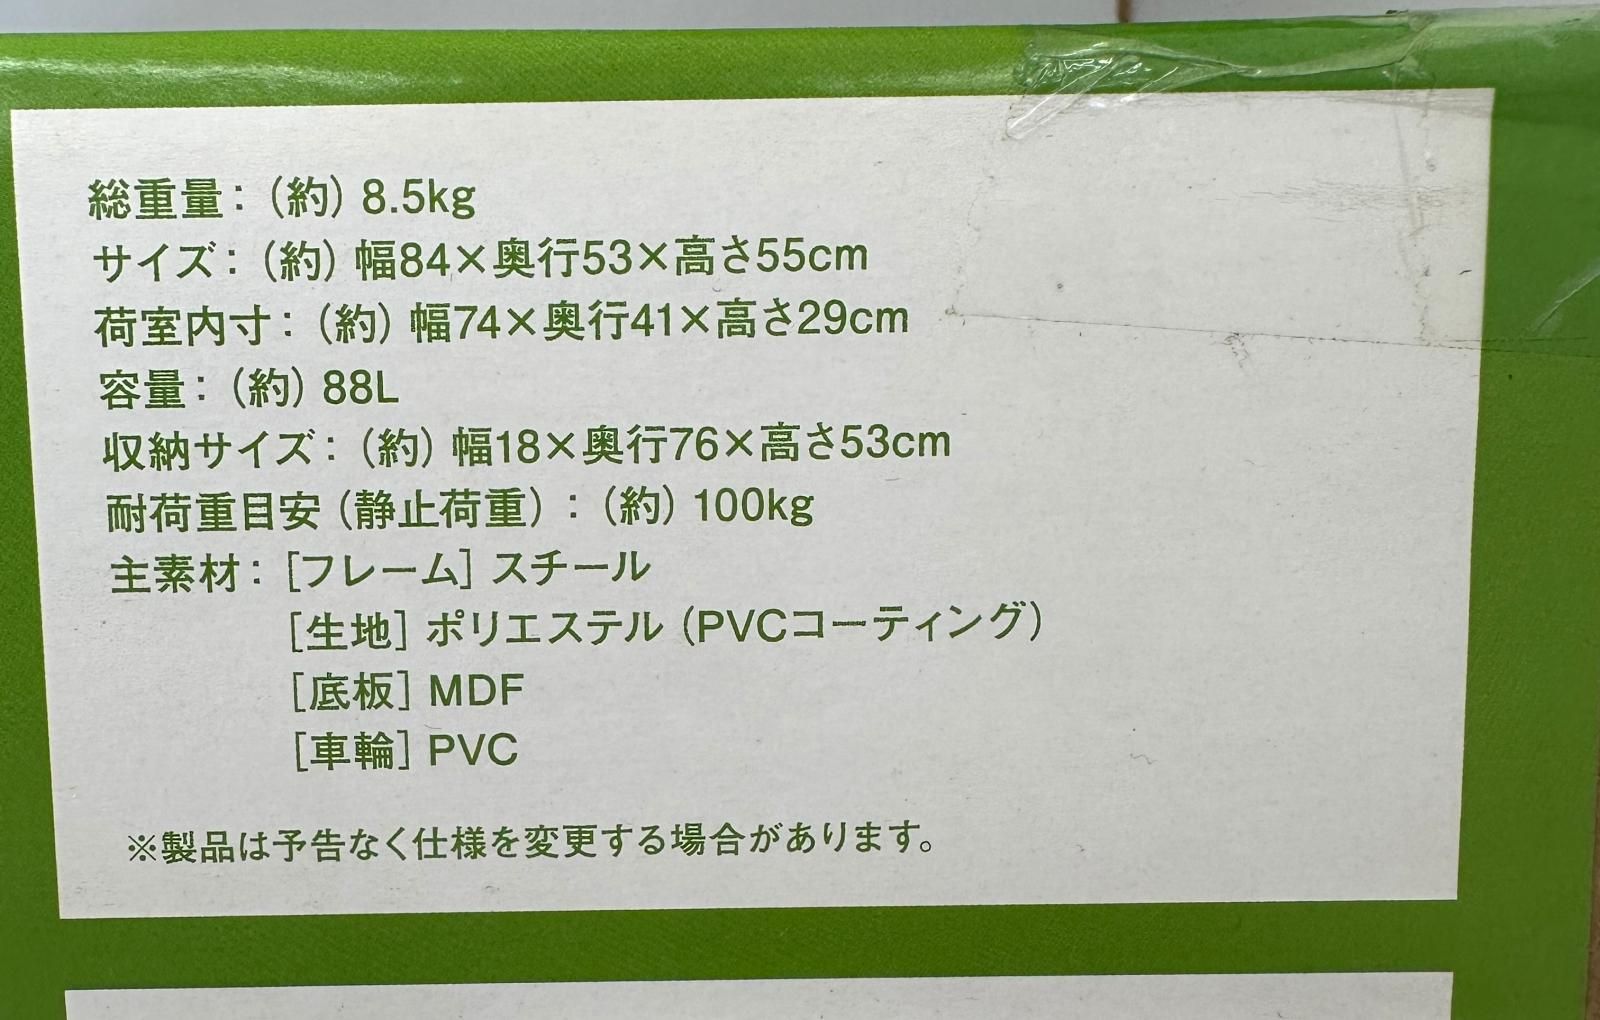 総重量：（約）8.5kg
サイズ：（約）幅84×奥行53×高さ55cm
荷室内寸：（約）幅74×奥行41×高さ29cm
容量：（約）88L
収納サイズ：（約）幅18×奥行76×高さ53cm
耐荷重目安（静止荷重）：（約）100kg
主素材：［フレーム］スチール
［生地］ポリエステル（PVCコーティング）
［底板］MDF
［車輪］PVC
※製品は予告なく仕様を変更する場合があります。